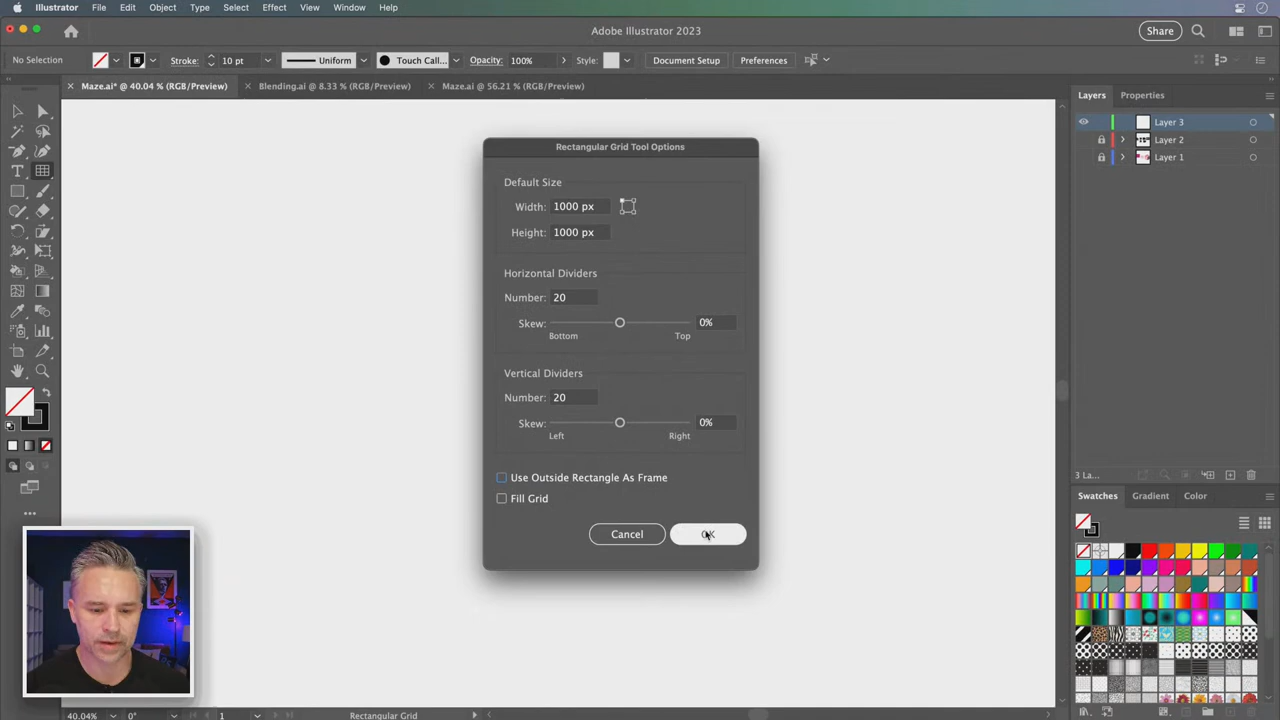 Illustrator File Edit Object Type Select Effect View Window Help
Adobe Illustrator 2023
Share
No Selection Stroke: 10 pt Uniform Touch Call... Opacity: 100% Style: Document Setup Preferences
Maze.ai* @ 40.04 % (RGB/Preview) Blending.ai @ 8.33 % (RGB/Preview) Maze.ai @ 56.21 % (RGB/Preview)
Layers Properties
Layer 3
Layer 2
Layer 1
Rectangular Grid Tool Options
Default Size
Width: 1000 px
Height: 1000 px
Horizontal Dividers
Number: 20
Skew: 0%
Bottom Top
Vertical Dividers
Number: 20
Skew: 0%
Left Right
Use Outside Rectangle As Frame
Fill Grid
Cancel OK
3 La...
Swatches Gradient Color
40.04% 0° 1 Rectangular Grid